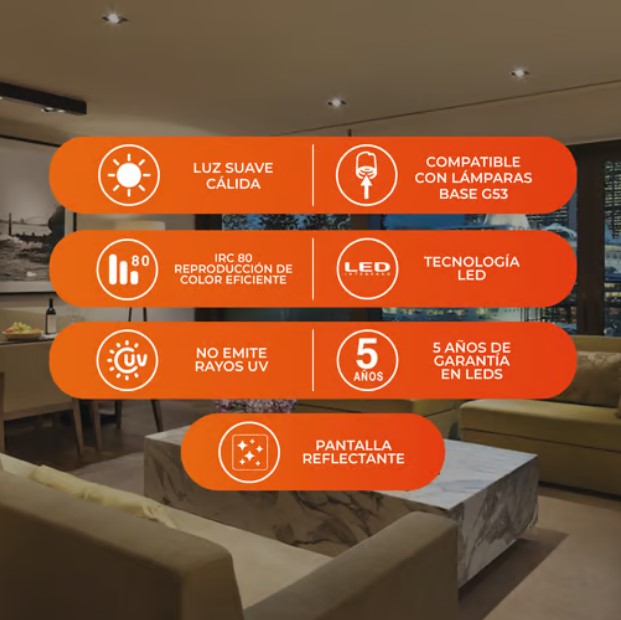 LUZ SUAVE
CÁLIDA
COMPATIBLE
CON LÁMPARAS
BASE G53
80
IRC 80
REPRODUCCIÓN DE
COLOR EFICIENTE
LED
TECNOLOGÍA
LED
UV
NO EMITE
RAYOS UV
5
AÑOS
5 AÑOS DE
GARANTÍA
EN LEDS
PANTALLA
REFLECTANTE